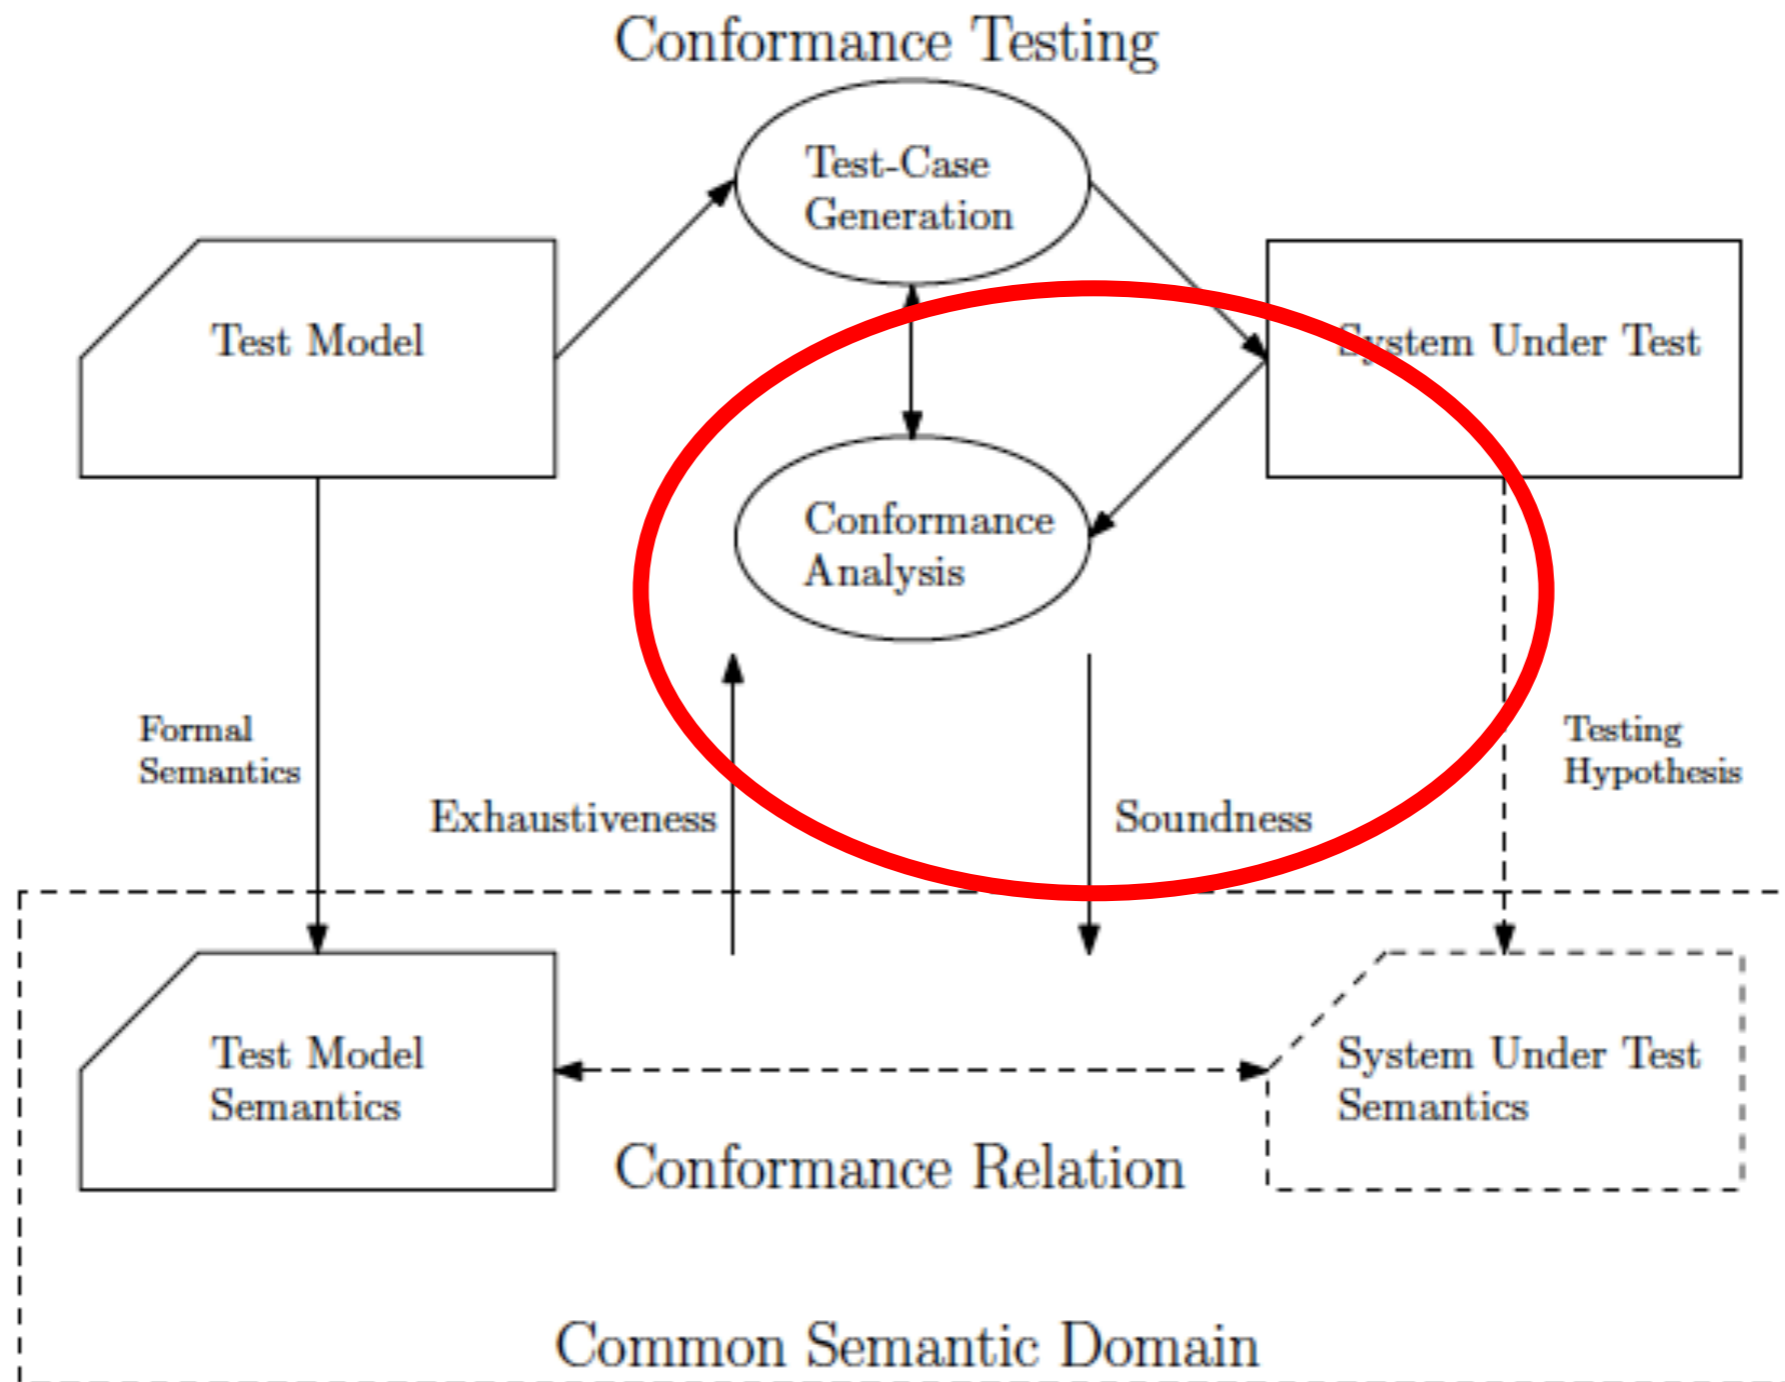 Conformance Testing
Test-Case
Generation
Test Model
System Under Test
Conformance
Analysis
Formal
Semantics
Testing
Hypothesis
Exhaustiveness
Soundness
Test Model
Semantics
System Under Test
Semantics
Conformance Relation
Common Semantic Domain